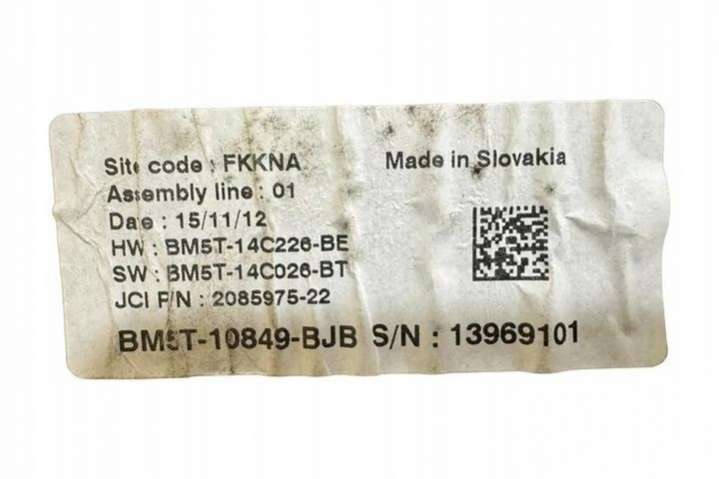 Site code : FKKNA Made in Slovakia
Assembly line : 01
Date : 15/11/12
HW : BM5T-14C226-BE
SW : BM5T-14C026-BT
JCI P/N : 2085975-22
BM5T-10849-BJB S/N : 13969101